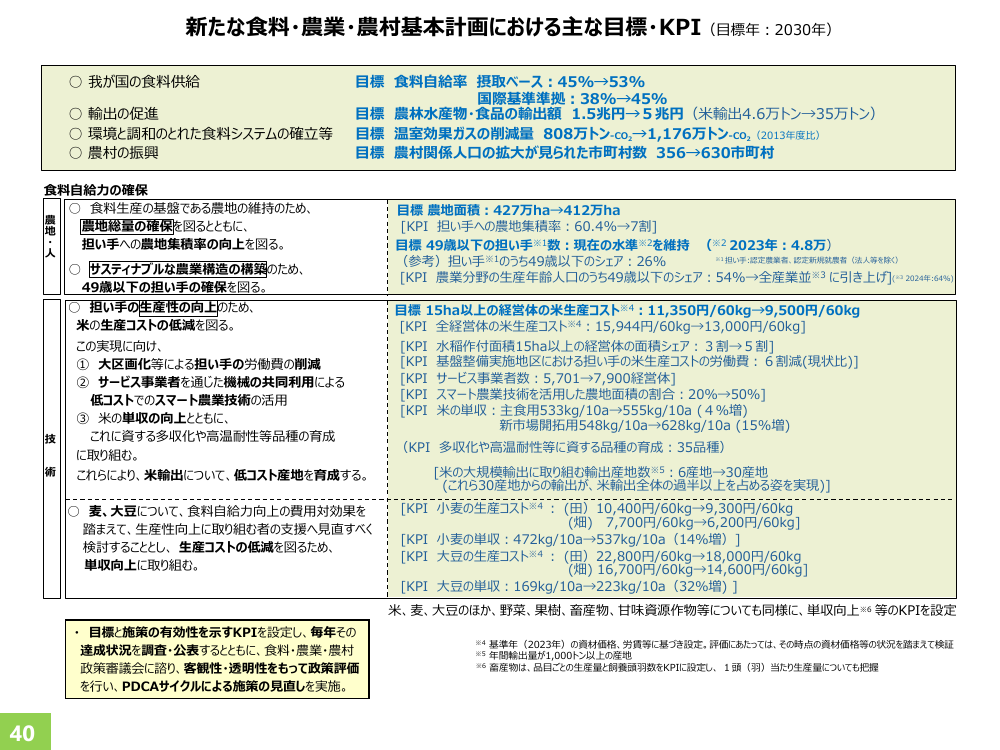 新たな食料・農業・農村基本計画における主な目標・KPI（目標年：2030年）
○ 我が国の食料供給　目標 食料自給率 摂取ベース：45%→53%
国際基準準拠：38%→45%
○ 輸出の促進　目標 農林水産物・食品の輸出額 1.5兆円→５兆円（米輸出4.6万トン→35万トン）
○ 環境と調和のとれた食料システムの確立等　目標 温室効果ガスの削減量 808万トン-CO₂→1,176万トン-CO₂（2013年度比）
○ 農村の振興　目標 農村関係人口の拡大が見られた市町村数 356→630市町村
食料自給力の確保
農地・人
○ 食料生産の基盤である農地の維持のため、
農地総量の確保を図るとともに、
担い手への農地集積率の向上を図る。
○ サスティナブルな農業構造の構築のため、
49歳以下の担い手の確保を図る。
目標 農地面積：427万ha→412万ha
[KPI 担い手への農地集積率：60.4%→7割]
目標 49歳以下の担い手※1数：現在の水準※2を維持 （※2 2023年：4.8万）
（参考）担い手※1のうち49歳以下のシェア：26%　※1 担い手：認定農業者、認定新規就農者（法人等を除く）
[KPI 農業分野の生産年齢人口のうち49歳以下のシェア：54%→全産業並※3 に引き上げ](※3 2024年:64%)
技術
○ 担い手の生産性の向上のため、
米の生産コストの低減を図る。
この実現に向け、
① 大区画化等による担い手の労働費の削減
② サービス事業者を通じた機械の共同利用による
低コストでのスマート農業技術の活用
③ 米の単収の向上とともに、
これに資する多収化や高温耐性等品種の育成
に取り組む。
これらにより、米輸出について、低コスト産地を育成する。
目標 15ha以上の経営体の米生産コスト※4：11,350円/60kg→9,500円/60kg
[KPI 全経営体の米生産コスト※4：15,944円/60kg→13,000円/60kg]
[KPI 水稲作付面積15ha以上の経営体の面積シェア：３割→５割]
[KPI 基盤整備実施地区における担い手の米生産コストの労働費：６割減(現状比)]
[KPI サービス事業者数：5,701→7,900経営体]
[KPI スマート農業技術を活用した農地面積の割合：20%→50%]
[KPI 米の単収：主食用533kg/10a→555kg/10a (４%増)
新市場開拓用548kg/10a→628kg/10a (15%増)
（KPI 多収化や高温耐性等に資する品種の育成：35品種）
[米の大規模輸出に取り組む輸出産地数※5：6産地→30産地
(これら30産地からの輸出が、米輸出全体の過半以上を占める姿を実現)]
○ 麦、大豆について、食料自給力向上の費用対効果を
踏まえて、生産性向上に取り組む者の支援へ見直すべく
検討することとし、生産コストの低減を図るため、
単収向上に取り組む。
[KPI 小麦の生産コスト※4：（田）10,400円/60kg→9,300円/60kg
(畑) 7,700円/60kg→6,200円/60kg]
[KPI 小麦の単収：472kg/10a→537kg/10a（14%増）]
[KPI 大豆の生産コスト※4：（田）22,800円/60kg→18,000円/60kg
(畑) 16,700円/60kg→14,600円/60kg]
[KPI 大豆の単収：169kg/10a→223kg/10a（32%増）]
米、麦、大豆のほか、野菜、果樹、畜産物、甘味資源作物等についても同様に、単収向上※6 等のKPIを設定
・ 目標と施策の有効性を示すKPIを設定し、毎年その
達成状況を調査・公表するとともに、食料・農業・農村
政策審議会に諮り、客観性・透明性をもって政策評価
を行い、PDCAサイクルによる施策の見直しを実施。
※4 基準年（2023年）の資材価格、労賃等に基づき設定。評価にあたっては、その時点の資材価格等の状況を踏まえて検証
※5 年間輸出量が1,000トン以上の産地
※6 畜産物は、品目ごとの生産量と飼養頭羽数をKPIに設定し、１頭（羽）当たり生産量についても把握
40